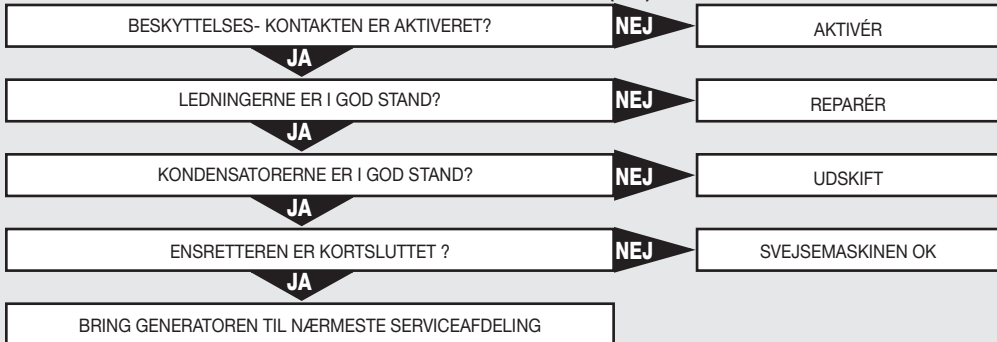 BESKYTTELSES- KONTAKTEN ER AKTIVERET?
NEJ
AKTIVÉR
JA
LEDNINGERNE ER I GOD STAND?
NEJ
REPARÉR
JA
KONDENSATORERNE ER I GOD STAND?
NEJ
UDSKIFT
JA
ENSRETTEREN ER KORTSLUTTET ?
NEJ
SVEJSEMASKINEN OK
JA
BRING GENERATOREN TIL NÆRMESTE SERVICEAFDELING